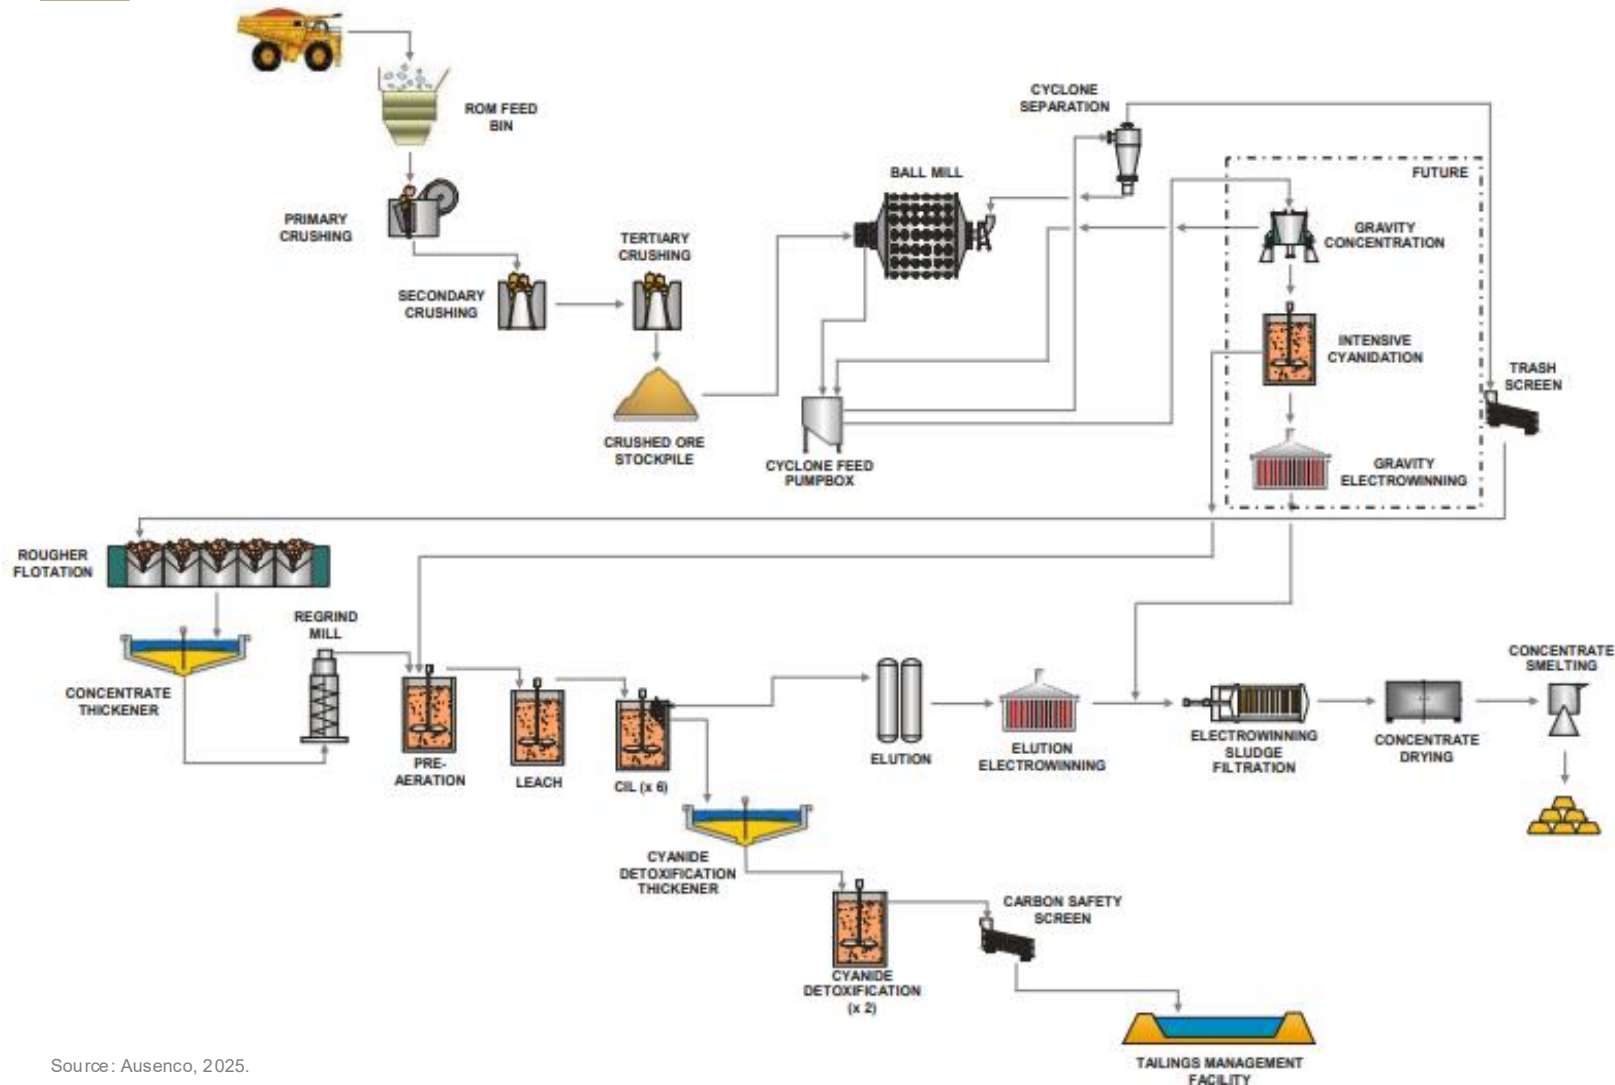 ROM FEED
BIN
PRIMARY
CRUSHING
SECONDARY
CRUSHING
TERTIARY
CRUSHING
CRUSHED ORE
STOCKPILE
BALL MILL
CYCLONE
SEPARATION
CYCLONE FEED
PUMPBOX
FUTURE
GRAVITY
CONCENTRATION
INTENSIVE
CYANIDATION
GRAVITY
ELECTROWINNING
TRASH
SCREEN
ROUGHER
FLOTATION
CONCENTRATE
THICKENER
REGRIND
MILL
PRE-
AERATION
LEACH
CIL (x 6)
ELUTION
ELUTION
ELECTROWINNING
ELECTROWINNING
SLUDGE
FILTRATION
CONCENTRATE
DRYING
CONCENTRATE
SMELTING
CYANIDE
DETOXIFICATION
THICKENER
CYANIDE
DETOXIFICATION
(x 2)
CARBON SAFETY
SCREEN
TAILINGS MANAGEMENT
FACILITY
Source: Ausenco, 2025.